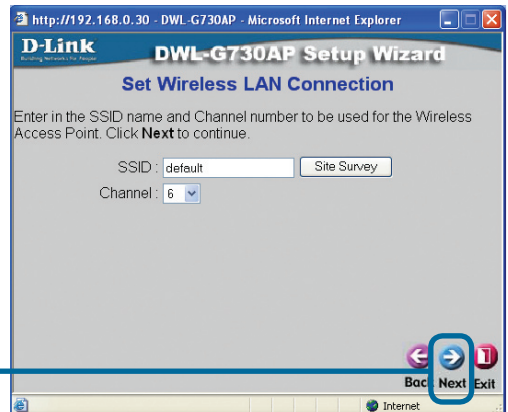 http://192.168.0.30 - DWL-G730AP - Microsoft Internet Explorer
D-Link
Building Networks for People
DWL-G730AP Setup Wizard
Set Wireless LAN Connection
Enter in the SSID name and Channel number to be used for the Wireless
Access Point. Click Next to continue.
SSID : default Site Survey
Channel : 6
Back Next Exit
Internet